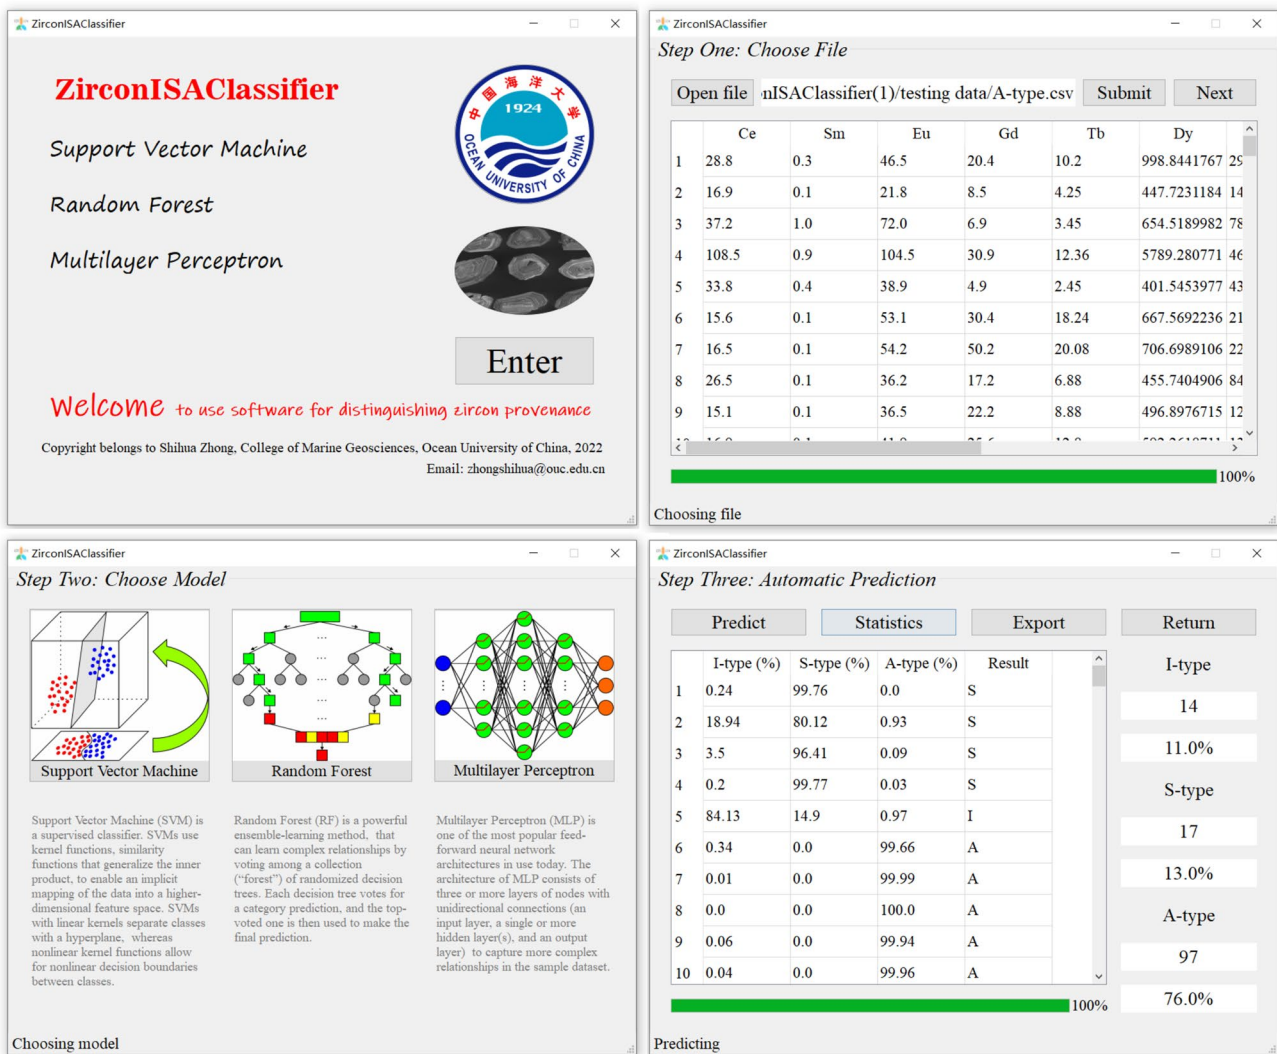 ZirconISAClassifier
ZirconISAClassifier
Support Vector Machine
Random Forest
Multilayer Perceptron
中国海洋大学
1924
OCEAN UNIVERSITY OF CHINA
Enter
Welcome to use software for distinguishing zircon provenance
Copyright belongs to Shihua Zhong, College of Marine Geosciences, Ocean University of China, 2022
Email: zhongshihua@ouc.edu.cn
ZirconISAClassifier
Step One: Choose File
Open file nISAClassifier(1)/testing data/A-type.csv Submit Next
Ce Sm Eu Gd Tb Dy
1 28.8 0.3 46.5 20.4 10.2 998.8441767 29
2 16.9 0.1 21.8 8.5 4.25 447.7231184 14
3 37.2 1.0 72.0 6.9 3.45 654.5189982 78
4 108.5 0.9 104.5 30.9 12.36 5789.280771 46
5 33.8 0.4 38.9 4.9 2.45 401.5453977 43
6 15.6 0.1 53.1 30.4 18.24 667.5692236 21
7 16.5 0.1 54.2 50.2 20.08 706.6989106 22
8 26.5 0.1 36.2 17.2 6.88 455.7404906 84
9 15.1 0.1 36.5 22.2 8.88 496.8976715 12
100%
Choosing file
ZirconISAClassifier
Step Two: Choose Model
Support Vector Machine Random Forest Multilayer Perceptron
Support Vector Machine (SVM) is
a supervised classifier. SVMs use
kernel functions, similarity
functions that generalize the inner
product, to enable an implicit
mapping of the data into a higher-
dimensional feature space. SVMs
with linear kernels separate classes
with a hyperplane, whereas
nonlinear kernel functions allow
for nonlinear decision boundaries
between classes.
Random Forest (RF) is a powerful
ensemble-learning method, that
can learn complex relationships by
voting among a collection
(“forest”) of randomized decision
trees. Each decision tree votes for
a category prediction, and the top-
voted one is then used to make the
final prediction.
Multilayer Perceptron (MLP) is
one of the most popular feed-
forward neural network
architectures in use today. The
architecture of MLP consists of
three or more layers of nodes with
unidirectional connections (an
input layer, a single or more
hidden layer(s), and an output
layer) to capture more complex
relationships in the sample dataset.
Choosing model
ZirconISAClassifier
Step Three: Automatic Prediction
Predict Statistics Export Return
I-type (%) S-type (%) A-type (%) Result
1 0.24 99.76 0.0 S
2 18.94 80.12 0.93 S
3 3.5 96.41 0.09 S
4 0.2 99.77 0.03 S
5 84.13 14.9 0.97 I
6 0.34 0.0 99.66 A
7 0.01 0.0 99.99 A
8 0.0 0.0 100.0 A
9 0.06 0.0 99.94 A
10 0.04 0.0 99.96 A
100%
I-type
14
11.0%
S-type
17
13.0%
A-type
97
76.0%
Predicting